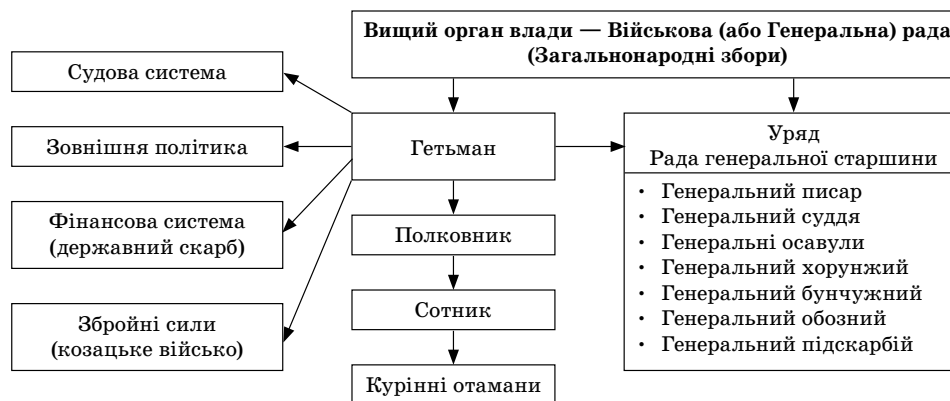 Вищий орган влади — Військова (або Генеральна) рада
(Загальнонародні збори)
Судова система
Зовнішня політика
Фінансова система
(державний скарб)
Збройні сили
(козацьке військо)
Гетьман
Полковник
Сотник
Курінні отамани
Уряд
Рада генеральної старшини
• Генеральний писар
• Генеральний суддя
• Генеральні осавули
• Генеральний хорунжий
• Генеральний бунчужний
• Генеральний обозний
• Генеральний підскарбій